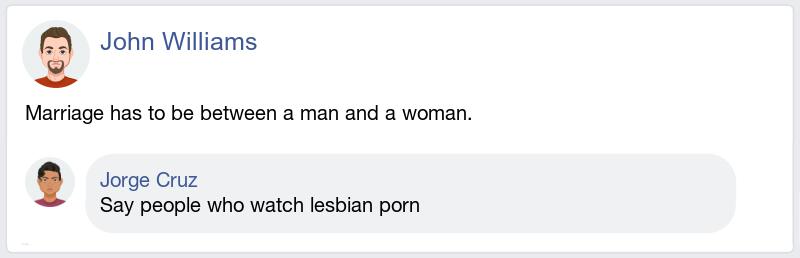 John Williams
Marriage has to be between a man and a woman.
Jorge Cruz
Say people who watch lesbian porn